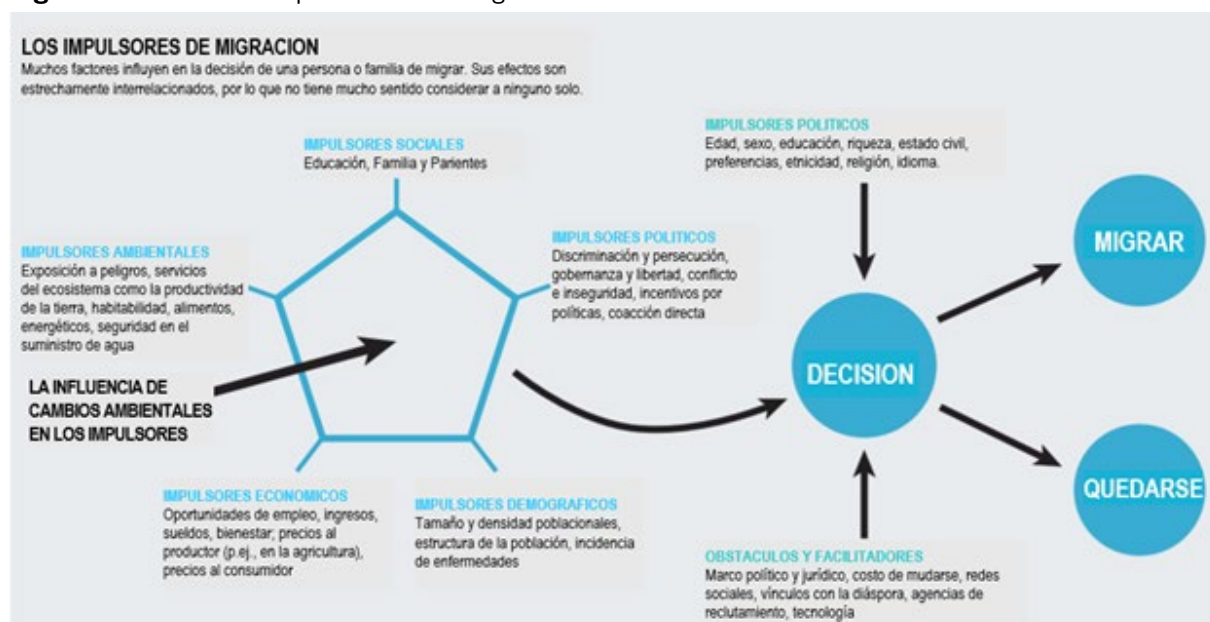 LOS IMPULSORES DE MIGRACION
Muchos factores influyen en la decisión de una persona o familia de migrar. Sus efectos son
estrechamente interrelacionados, por lo que no tiene mucho sentido considerar a ninguno solo.
IMPULSORES SOCIALES
Educación, Familia y Parientes
IMPULSORES POLITICOS
Edad, sexo, educación, riqueza, estado civil,
preferencias, etnicidad, religión, idioma.
IMPULSORES AMBIENTALES
Exposición a peligros, servicios
del ecosistema como la productividad
de la tierra, habitabilidad, alimentos,
energéticos, seguridad en el
suministro de agua
IMPULSORES POLITICOS
Discriminación y persecución,
gobernanza y libertad, conflicto
e inseguridad, incentivos por
políticas, coacción directa
MIGRAR
LA INFLUENCIA DE
CAMBIOS AMBIENTALES
EN LOS IMPULSORES
DECISION
IMPULSORES ECONOMICOS
Oportunidades de empleo, ingresos,
sueldos, bienestar; precios al
productor (p.ej., en la agricultura),
precios al consumidor
IMPULSORES DEMOGRAFICOS
Tamaño y densidad poblacionales,
estructura de la población, incidencia
de enfermedades
QUEDARSE
OBSTACULOS Y FACILITADORES
Marco político y jurídico, costo de mudarse, redes
sociales, vínculos con la diáspora, agencias de
reclutamiento, tecnología